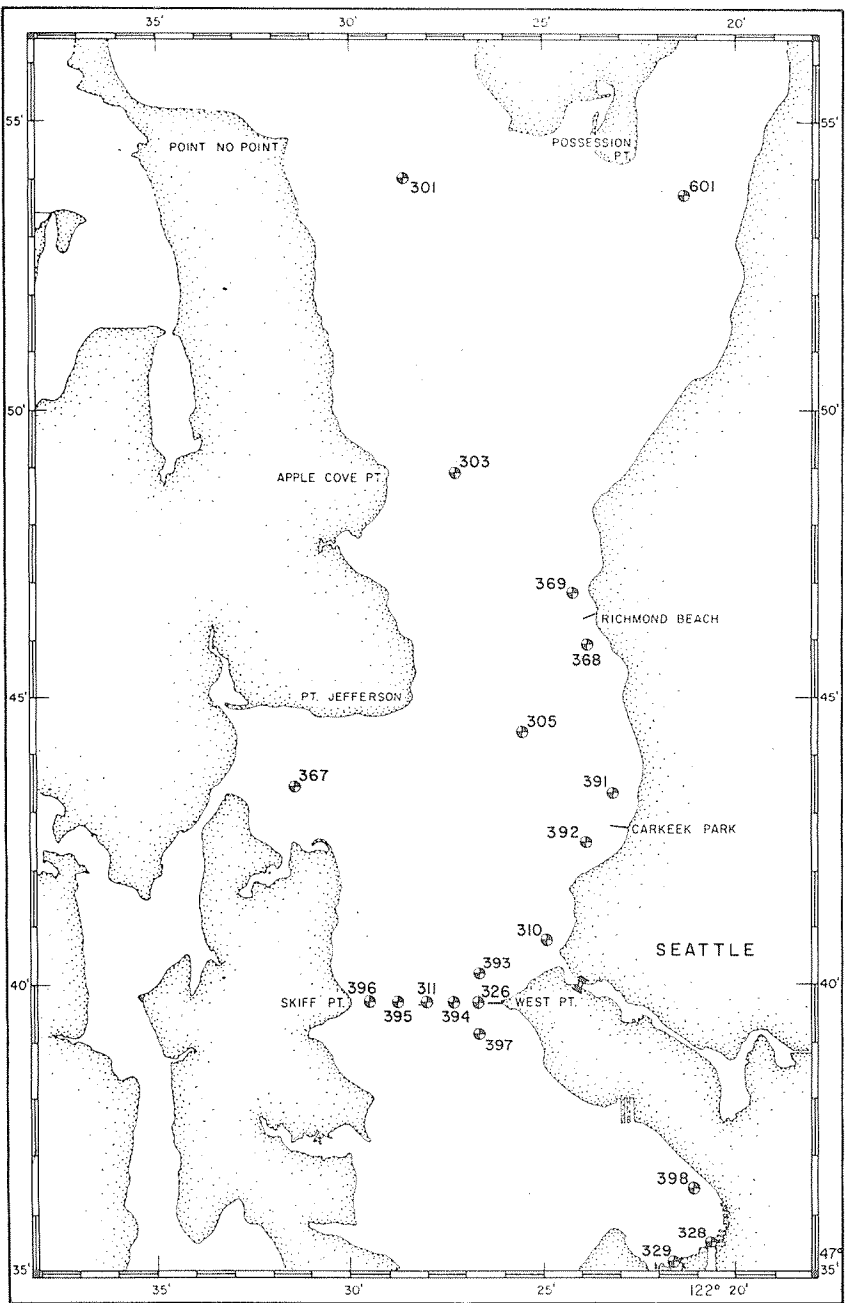 35' 30' 25' 20'
55' 55'
POINT NO POINT
POSSESSION
PT.
301
601
50' 50'
303
APPLE COVE PT.
369
RICHMOND BEACH
368
45' 45'
PT. JEFFERSON
305
367
391
392
CARKEEK PARK
310
SEATTLE
393
40' 40'
SKIFF PT. 396 395 311 394 326 WEST PT.
397
398
328
329
35' 47° 35'
35' 30' 25' 122° 20'